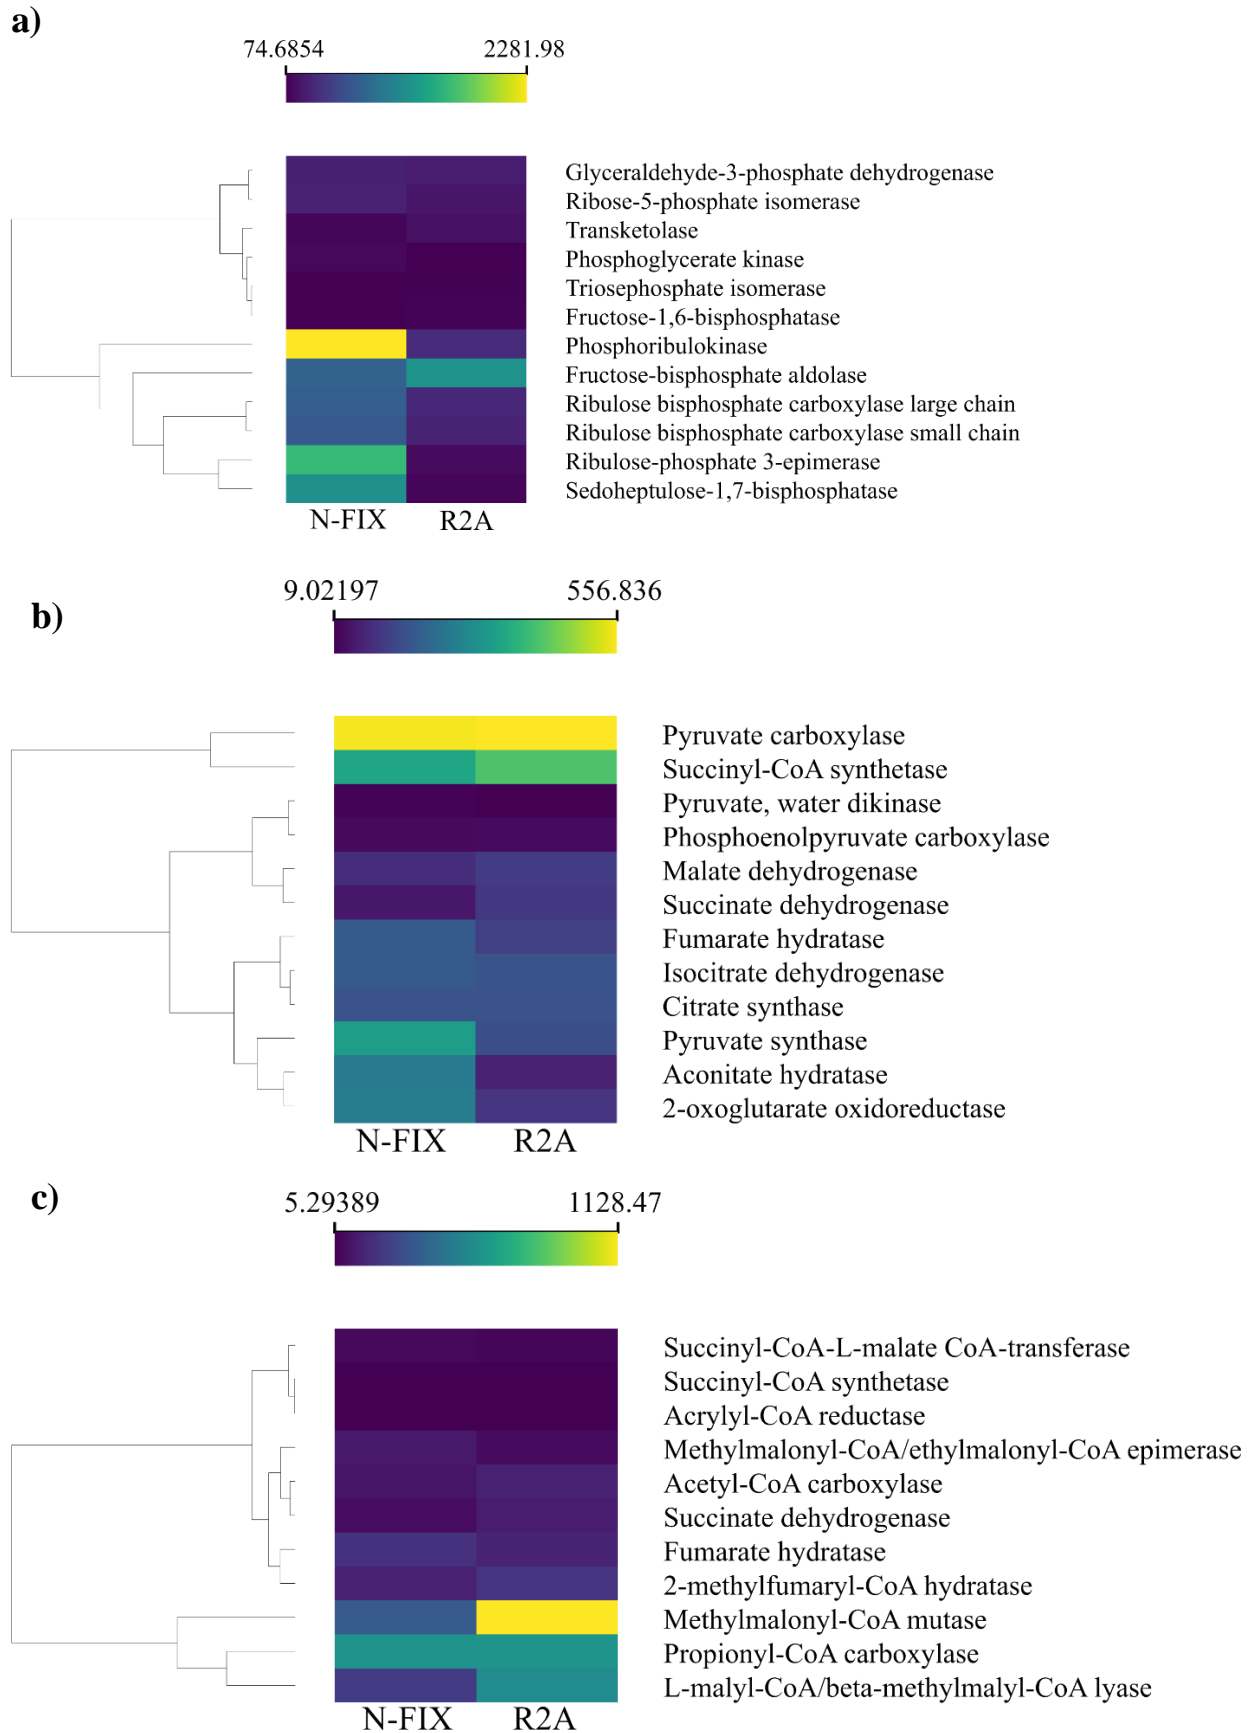 a)
74.6854 2281.98
Glyceraldehyde-3-phosphate dehydrogenase
Ribose-5-phosphate isomerase
Transketolase
Phosphoglycerate kinase
Triosephosphate isomerase
Fructose-1,6-bisphosphatase
Phosphoribulokinase
Fructose-bisphosphate aldolase
Ribulose bisphosphate carboxylase large chain
Ribulose bisphosphate carboxylase small chain
Ribulose-phosphate 3-epimerase
Sedoheptulose-1,7-bisphosphatase
N-FIX R2A
b)
9.02197 556.836
Pyruvate carboxylase
Succinyl-CoA synthetase
Pyruvate, water dikinase
Phosphoenolpyruvate carboxylase
Malate dehydrogenase
Succinate dehydrogenase
Fumarate hydratase
Isocitrate dehydrogenase
Citrate synthase
Pyruvate synthase
Aconitate hydratase
2-oxoglutarate oxidoreductase
N-FIX R2A
c)
5.29389 1128.47
Succinyl-CoA-L-malate CoA-transferase
Succinyl-CoA synthetase
Acrylyl-CoA reductase
Methylmalonyl-CoA/ethylmalonyl-CoA epimerase
Acetyl-CoA carboxylase
Succinate dehydrogenase
Fumarate hydratase
2-methylfumaryl-CoA hydratase
Methylmalonyl-CoA mutase
Propionyl-CoA carboxylase
L-malyl-CoA/beta-methylmalyl-CoA lyase
N-FIX R2A